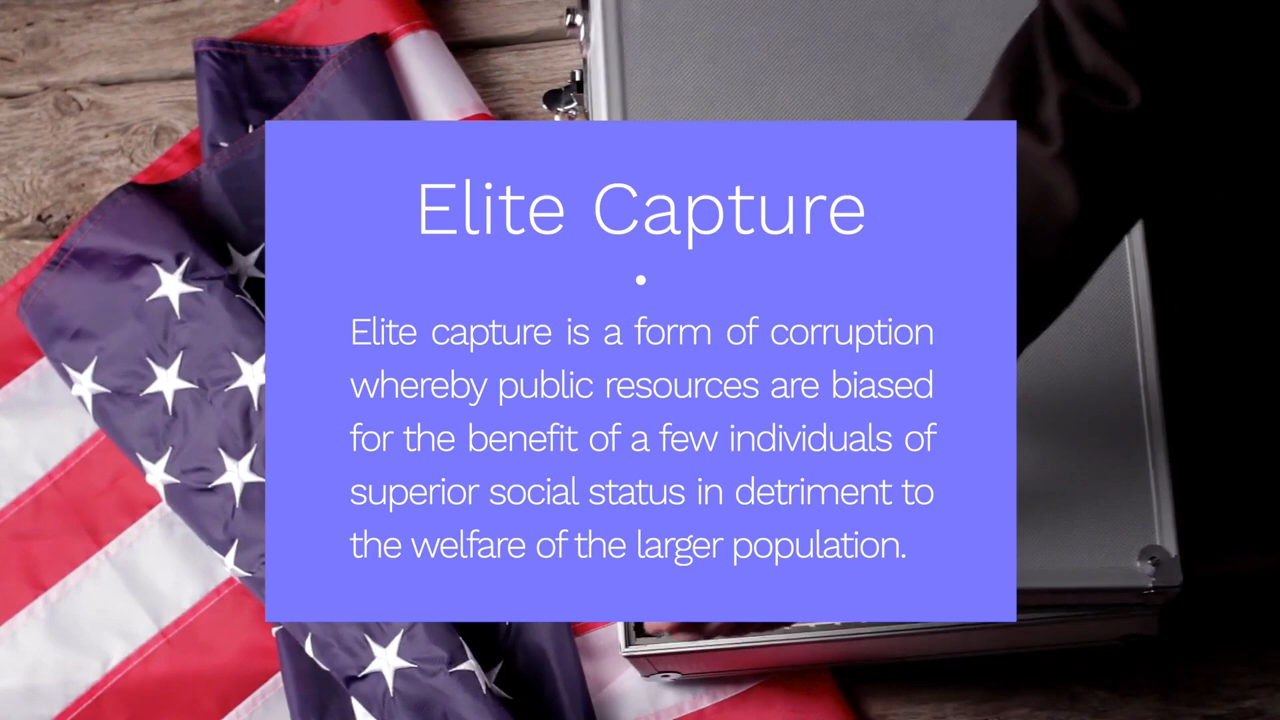 Elite Capture
Elite capture is a form of corruption
whereby public resources are biased
for the benefit of a few individuals of
superior social status in detriment to
the welfare of the larger population.